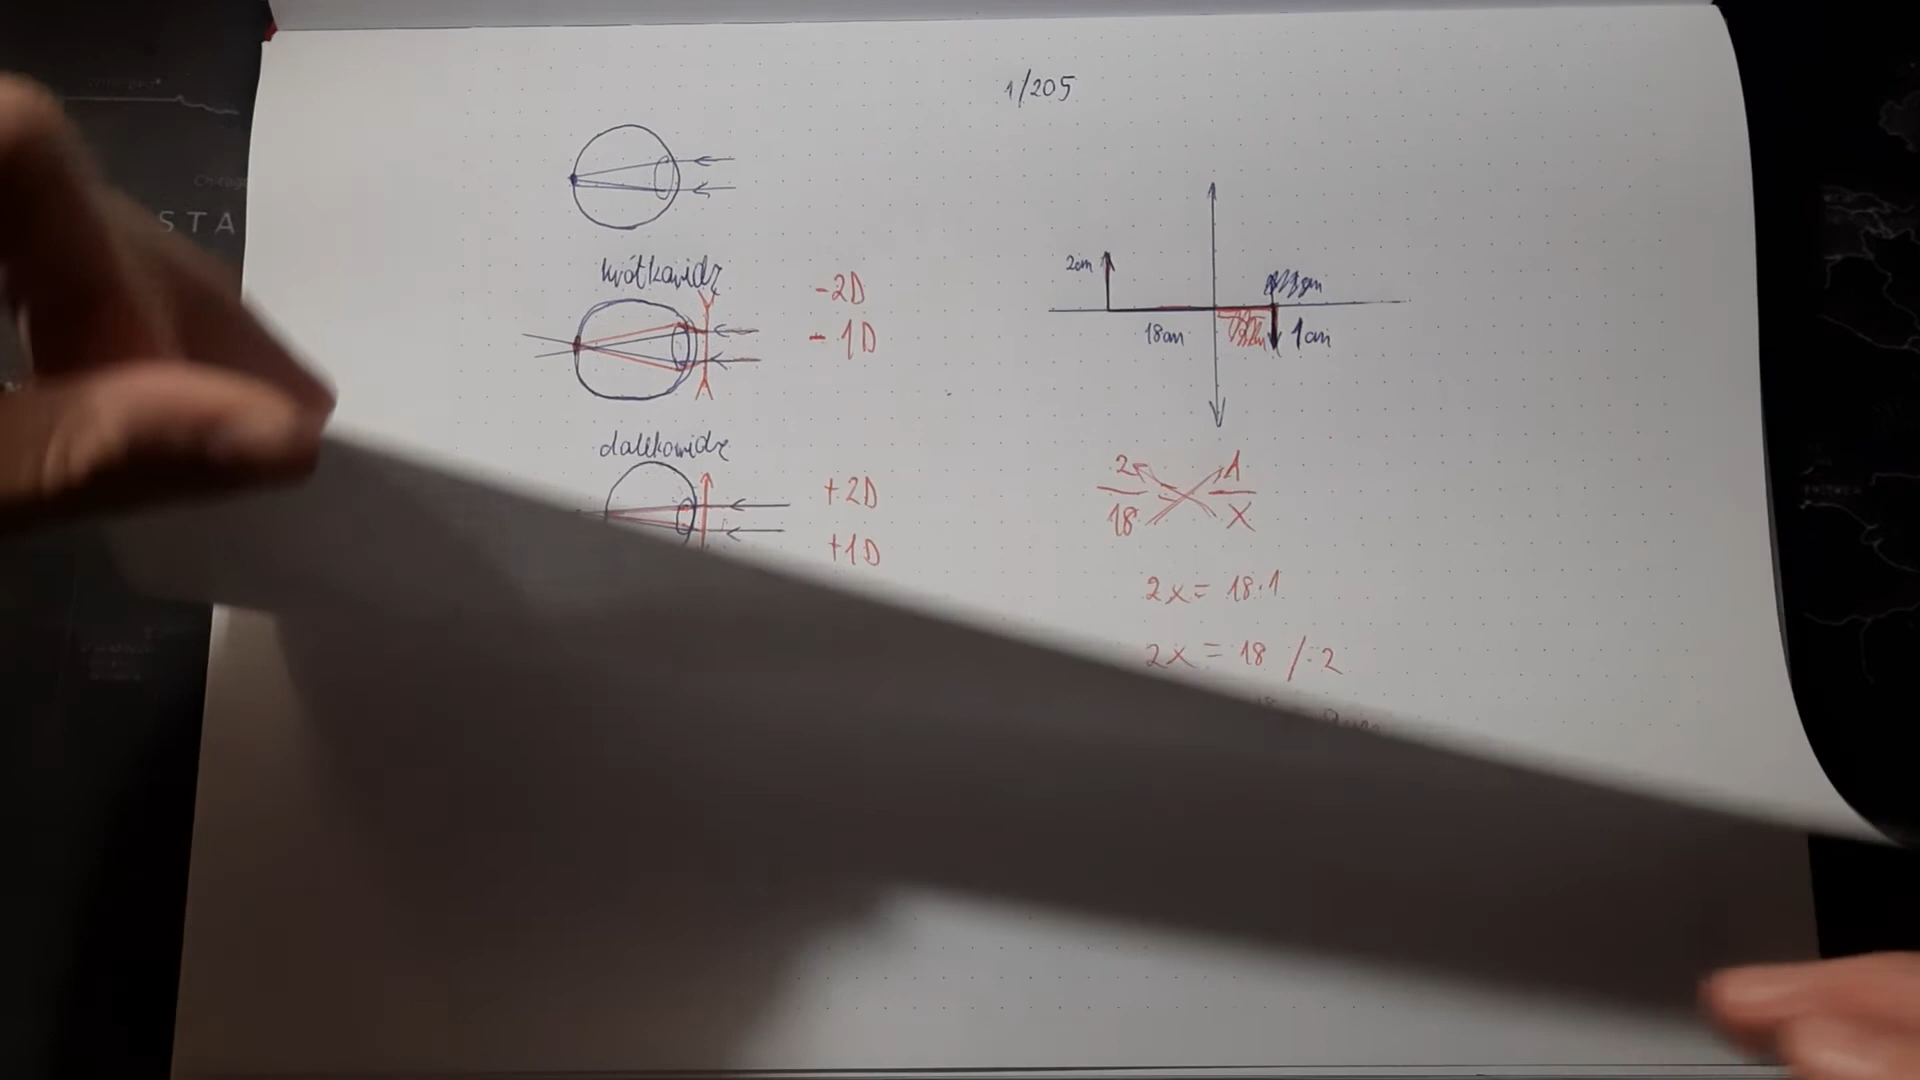 1/205
krótkowidz
-2D
-1D
dalekowidz
+2D
+1D
2cm
18cm
1cm
2 1
18 X
2x = 18·1
2x = 18 /:2
STA